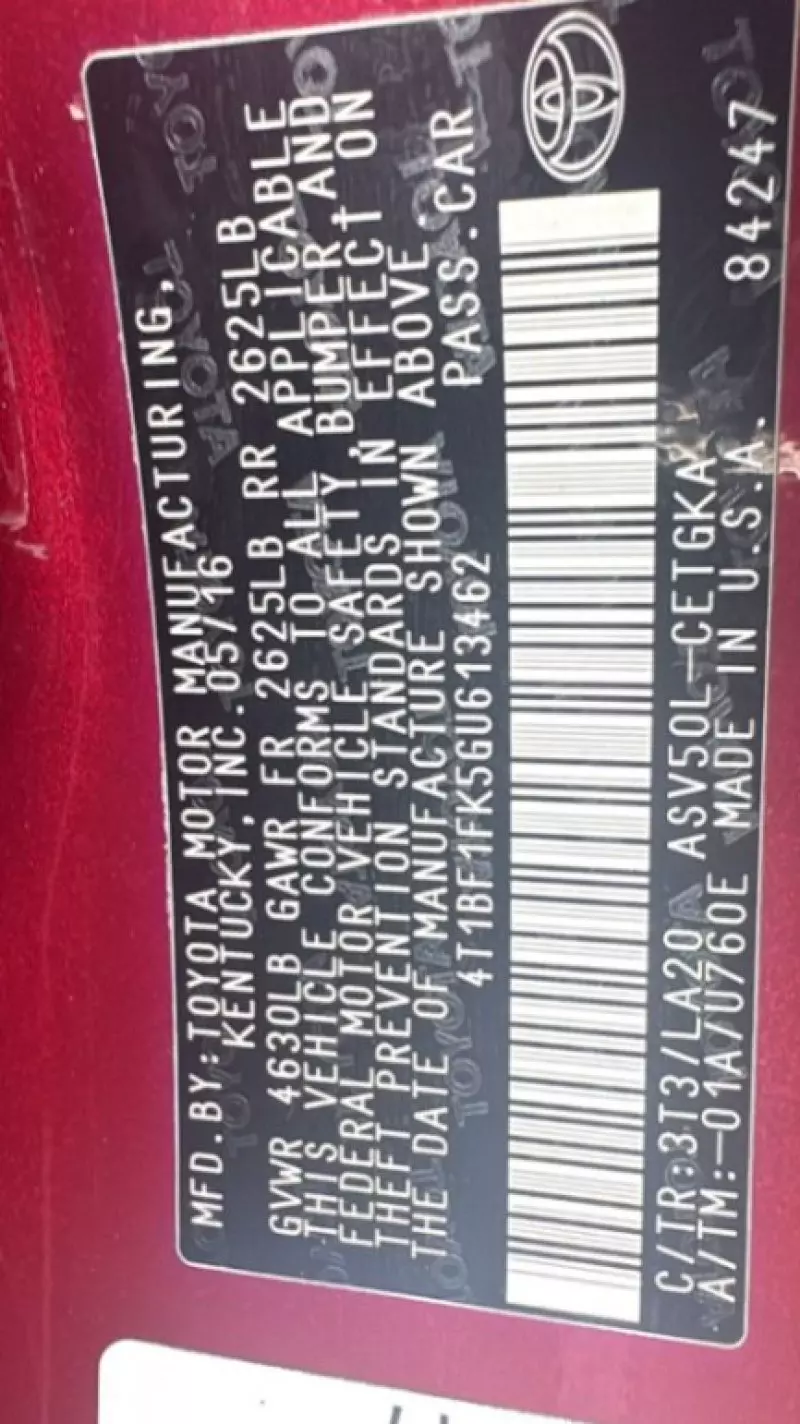 MFD.BY:TOYOTA MOTOR MANUFACTURING,
KENTUCKY, INC. 05/16
GVWR 4630LB GAWR FR 2625LB RR 2625LB
THIS VEHICLE CONFORMS TO ALL APPLICABLE
FEDERAL MOTOR VEHICLE SAFETY, BUMPER AND
THEFT PREVENTION STANDARDS IN EFFECT ON
THE DATE OF MANUFACTURE SHOWN ABOVE
4T1BF1FK5GU613462 PASS.CAR
C/TR:3T3/LA20 ASV50L-CETGKA
A/TM:-01A/U760E MADE IN U.S.A. 84247